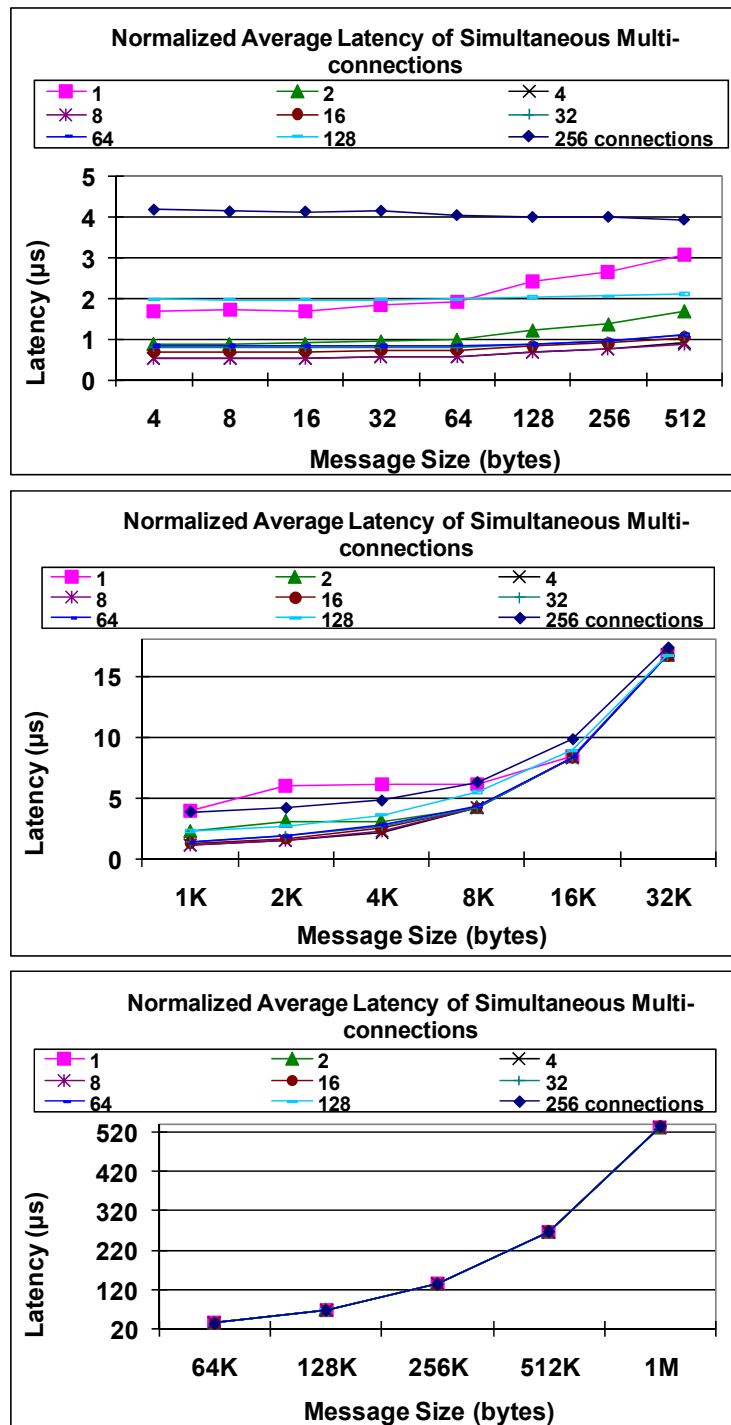 Normalized Average Latency of Simultaneous Multi-
connections
1 2 4
8 16 32
64 128 256 connections
5
4
3
2
1
0
Latency (µs)
4 8 16 32 64 128 256 512
Message Size (bytes)
Normalized Average Latency of Simultaneous Multi-
connections
1 2 4
8 16 32
64 128 256 connections
15
10
5
0
Latency (µs)
1K 2K 4K 8K 16K 32K
Message Size (bytes)
Normalized Average Latency of Simultaneous Multi-
connections
1 2 4
8 16 32
64 128 256 connections
520
420
320
220
120
20
Latency (µs)
64K 128K 256K 512K 1M
Message Size (bytes)